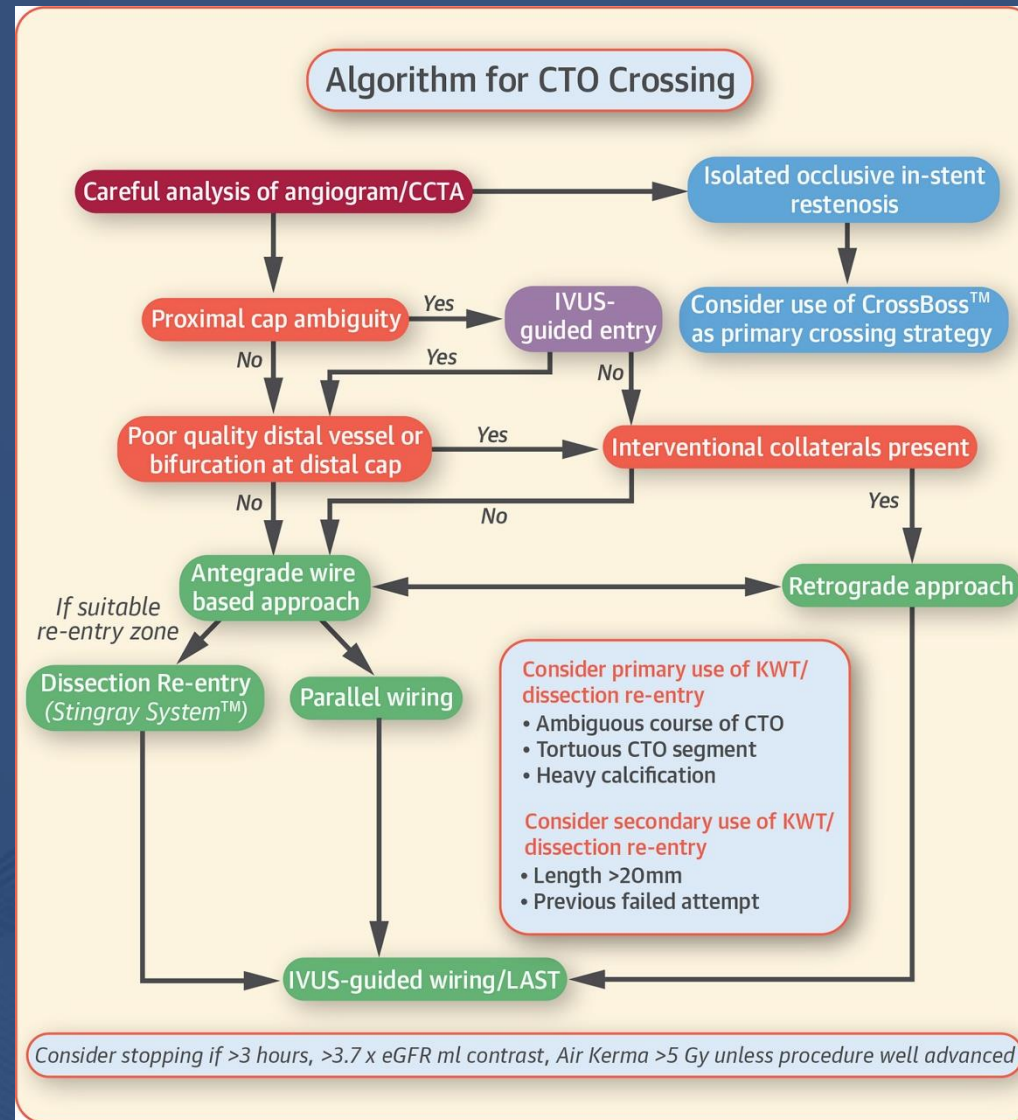 Algorithm for CTO Crossing
Careful analysis of angiogram/CCTA
Isolated occlusive in-stent
restenosis
Proximal cap ambiguity
Yes
IVUS-
guided entry
Consider use of CrossBoss™
as primary crossing strategy
No
Yes
No
Poor quality distal vessel or
bifurcation at distal cap
Yes
Interventional collaterals present
No
No
Yes
Antegrade wire
based approach
Retrograde approach
If suitable
re-entry zone
Dissection Re-entry
(Stingray System™)
Parallel wiring
Consider primary use of KWT/
dissection re-entry
• Ambiguous course of CTO
• Tortuous CTO segment
• Heavy calcification
Consider secondary use of KWT/
dissection re-entry
• Length >20mm
• Previous failed attempt
IVUS-guided wiring/LAST
Consider stopping if >3 hours, >3.7 x eGFR ml contrast, Air Kerma >5 Gy unless procedure well advanced